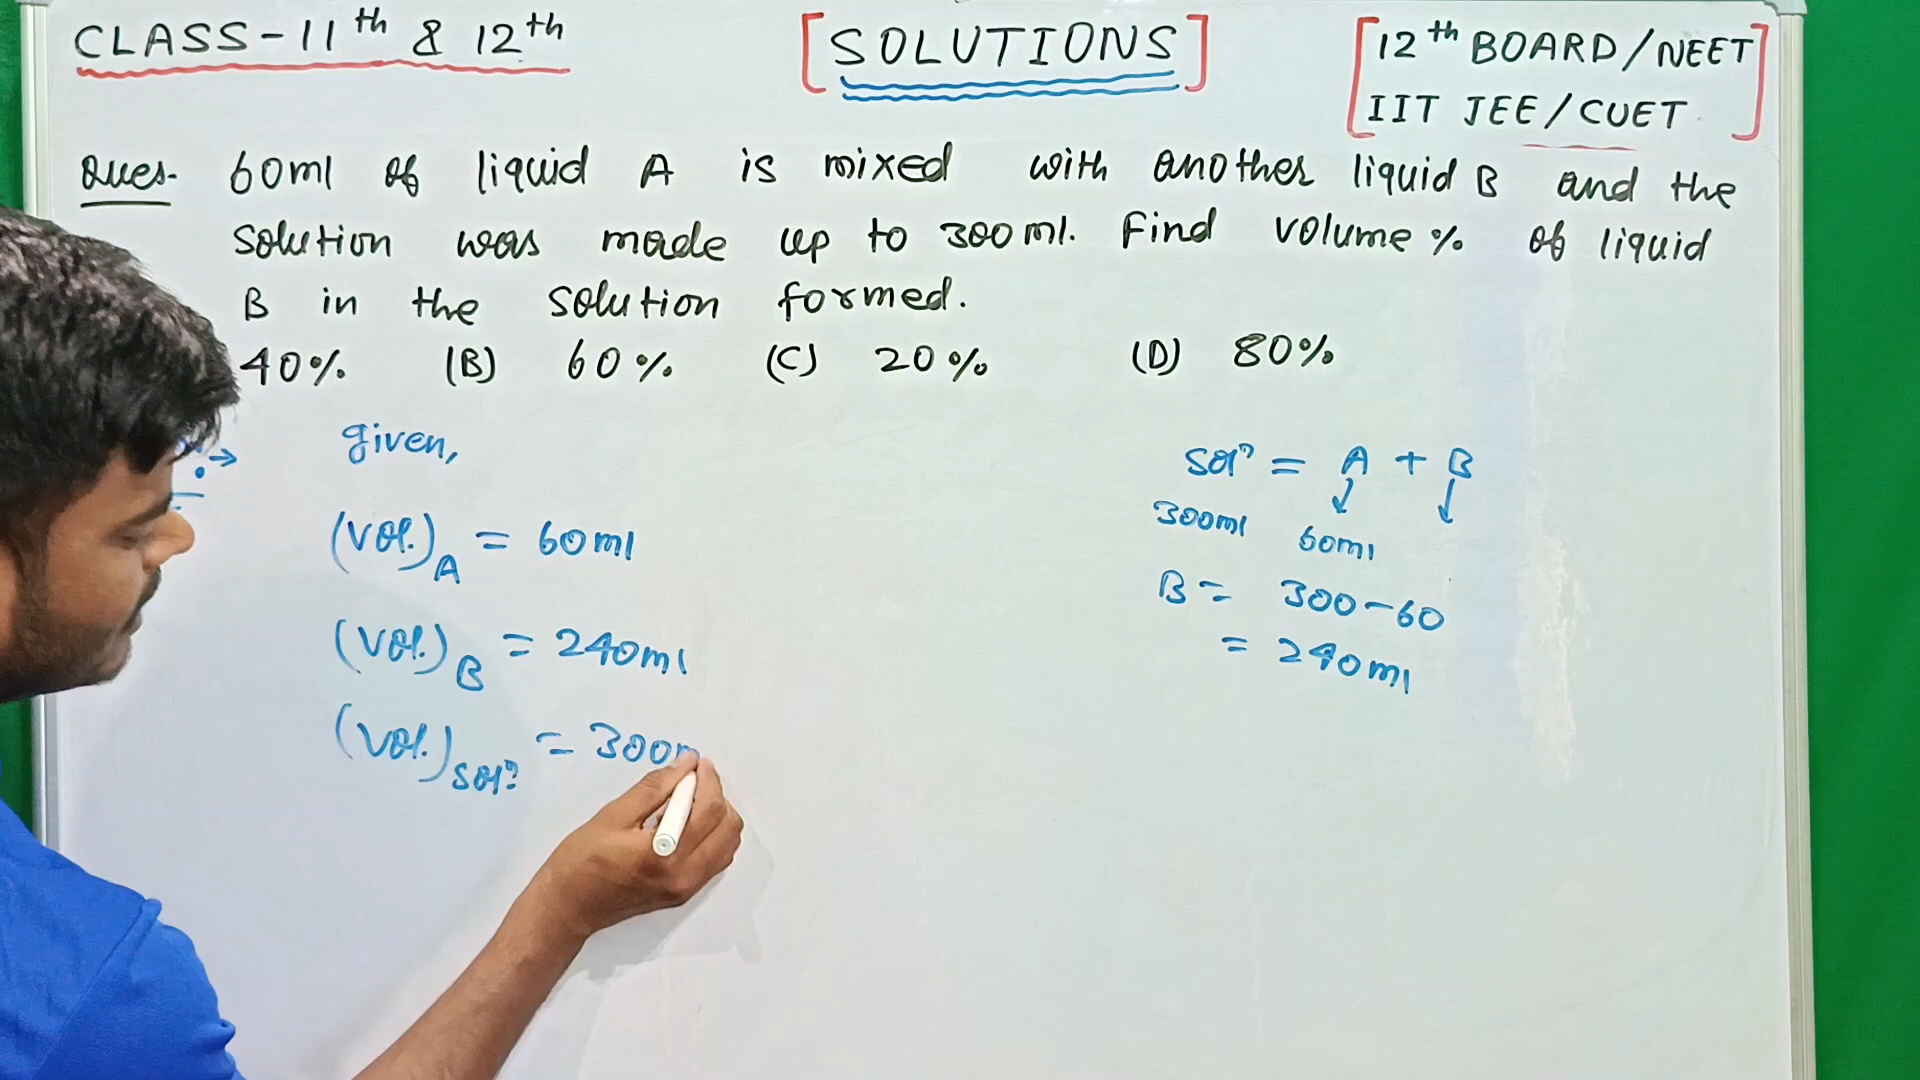 CLASS-11th & 12th
[SOLUTIONS]
[12th BOARD/NEET
IIT JEE/CUET]
Ques. 60ml of liquid A is mixed with another liquid B and the
solution was made up to 300ml. Find volume % of liquid
B in the solution formed.
40% (B) 60% (C) 20% (D) 80%
given,
(Vol.)A = 60ml
(Vol.)B = 240ml
(Vol.)Soln = 300m
Soln = A + B
300ml 60ml
B = 300-60
= 240ml